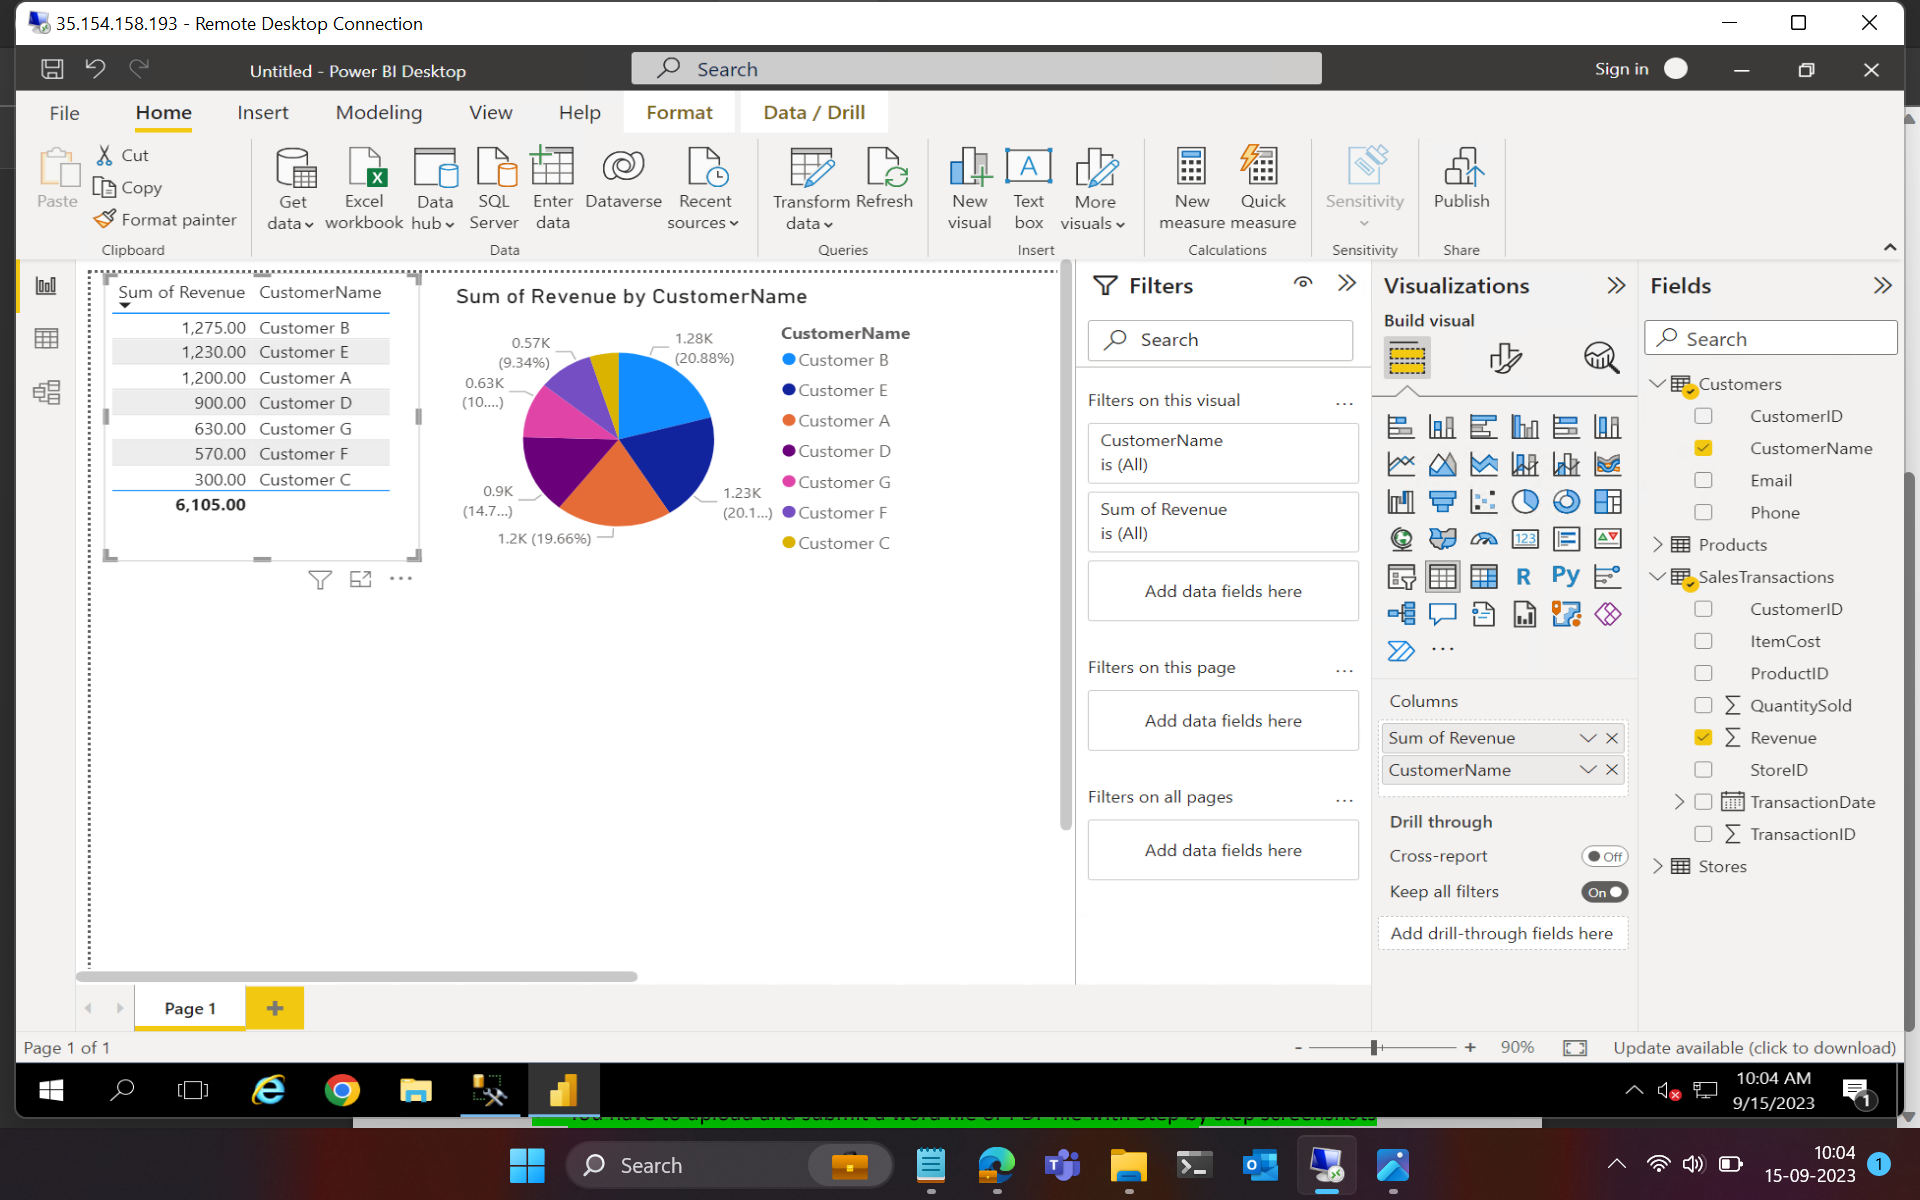 35.154.158.193 - Remote Desktop Connection
Untitled - Power BI Desktop
Search
Sign in
File
Home
Insert
Modeling
View
Help
Format
Data / Drill
Paste
Cut
Copy
Format painter
Clipboard
Get data
Excel workbook
Data hub
SQL Server
Enter data
Dataverse
Recent sources
Data
Transform data
Refresh
Queries
New visual
Text box
More visuals
Insert
New measure
Quick measure
Calculations
Sensitivity
Sensitivity
Publish
Share
Sum of Revenue CustomerName
1,275.00 Customer B
1,230.00 Customer E
1,200.00 Customer A
900.00 Customer D
630.00 Customer G
570.00 Customer F
300.00 Customer C
6,105.00
Sum of Revenue by CustomerName
0.57K
(9.34%)
1.28K
(20.88%)
0.63K
(10....)
0.9K
(14.7...)
1.23K
(20.1...)
1.2K (19.66%)
CustomerName
Customer B
Customer E
Customer A
Customer D
Customer G
Customer F
Customer C
Filters
Search
Filters on this visual
...
CustomerName
is (All)
Sum of Revenue
is (All)
Add data fields here
Filters on this page
...
Add data fields here
Filters on all pages
...
Add data fields here
Visualizations
Build visual
123
R
Py
...
Columns
Sum of Revenue
CustomerName
Drill through
Cross-report
Off
Keep all filters
On
Add drill-through fields here
Fields
Search
Customers
CustomerID
CustomerName
Email
Phone
Products
SalesTransactions
CustomerID
ItemCost
ProductID
QuantitySold
Revenue
StoreID
TransactionDate
TransactionID
Stores
Page 1
Page 1 of 1
- + 90%
Update available (click to download)
10:04 AM
9/15/2023
1
Search
10:04
15-09-2023
1